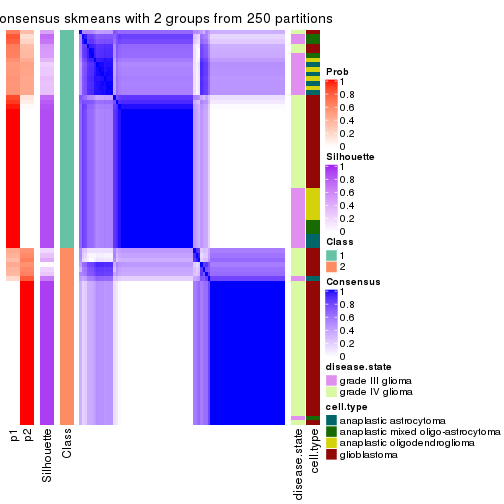 onsensus skmeans with 2 groups from 250 partitions
Prob
1
0.8
0.6
0.4
0.2
0
Silhouette
1
0.8
0.6
0.4
0.2
0
Class
1
2
Consensus
1
0.8
0.6
0.4
0.2
0
disease.state
grade III glioma
grade IV glioma
cell.type
anaplastic astrocytoma
anaplastic mixed oligo-astrocytoma
anaplastic oligodendroglioma
glioblastoma
p1
p2
Silhouette
Class
disease.state
cell.type